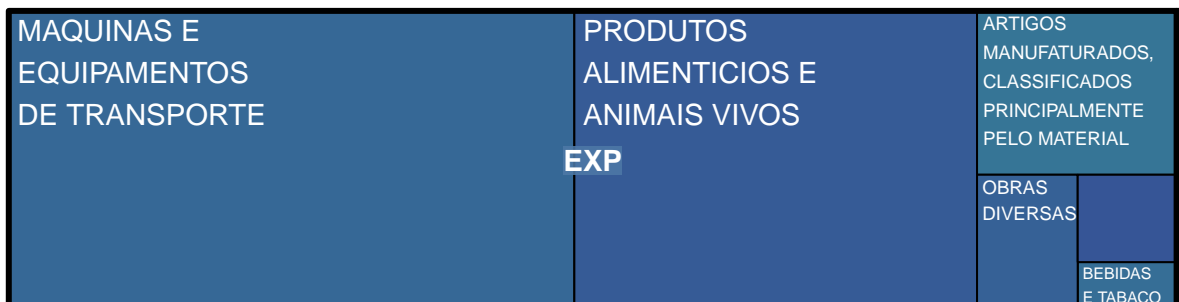 MAQUINAS E
EQUIPAMENTOS
DE TRANSPORTE
PRODUTOS
ALIMENTICIOS E
ANIMAIS VIVOS
EXP
ARTIGOS
MANUFATURADOS,
CLASSIFICADOS
PRINCIPALMENTE
PELO MATERIAL
OBRAS
DIVERSAS
BEBIDAS
E TABACO